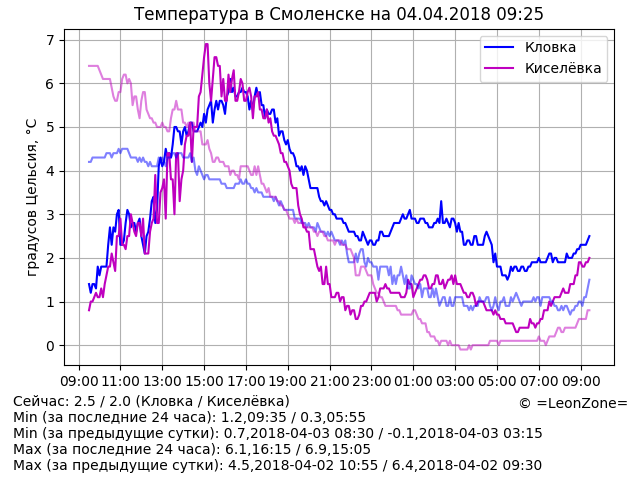 Температура в Смоленске на 04.04.2018 09:25
Кловка
Киселёвка
градусов Цельсия, °C
7
6
5
4
3
2
1
0
09:00 11:00 13:00 15:00 17:00 19:00 21:00 23:00 01:00 03:00 05:00 07:00 09:00
Сейчас: 2.5 / 2.0 (Кловка / Киселёвка)
© =LeonZone=
Min (за последние 24 часа): 1.2,09:35 / 0.3,05:55
Min (за предыдущие сутки): 0.7,2018-04-03 08:30 / -0.1,2018-04-03 03:15
Max (за последние 24 часа): 6.1,16:15 / 6.9,15:05
Max (за предыдущие сутки): 4.5,2018-04-02 10:55 / 6.4,2018-04-02 09:30